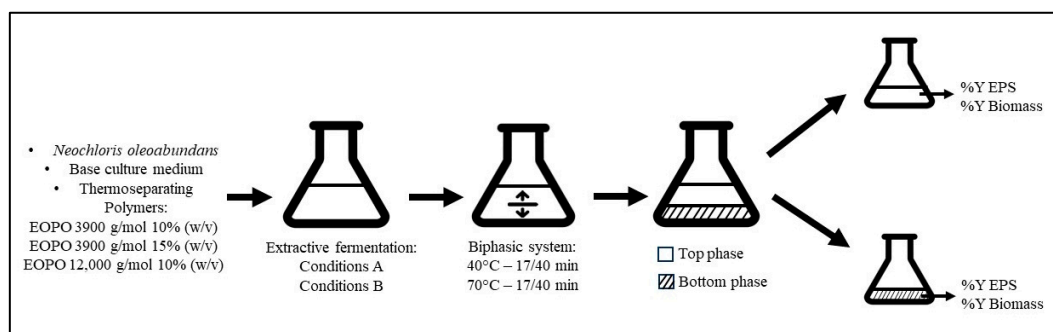 • Neochloris oleoabundans
• Base culture medium
• Thermoseparating
Polymers:
EOPO 3900 g/mol 10% (w/v)
EOPO 3900 g/mol 15% (w/v)
EOPO 12,000 g/mol 10% (w/v)
Extractive fermentation:
Conditions A
Conditions B
Biphasic system:
40°C – 17/40 min
70°C – 17/40 min
Top phase
Bottom phase
%Y EPS
%Y Biomass
%Y EPS
%Y Biomass